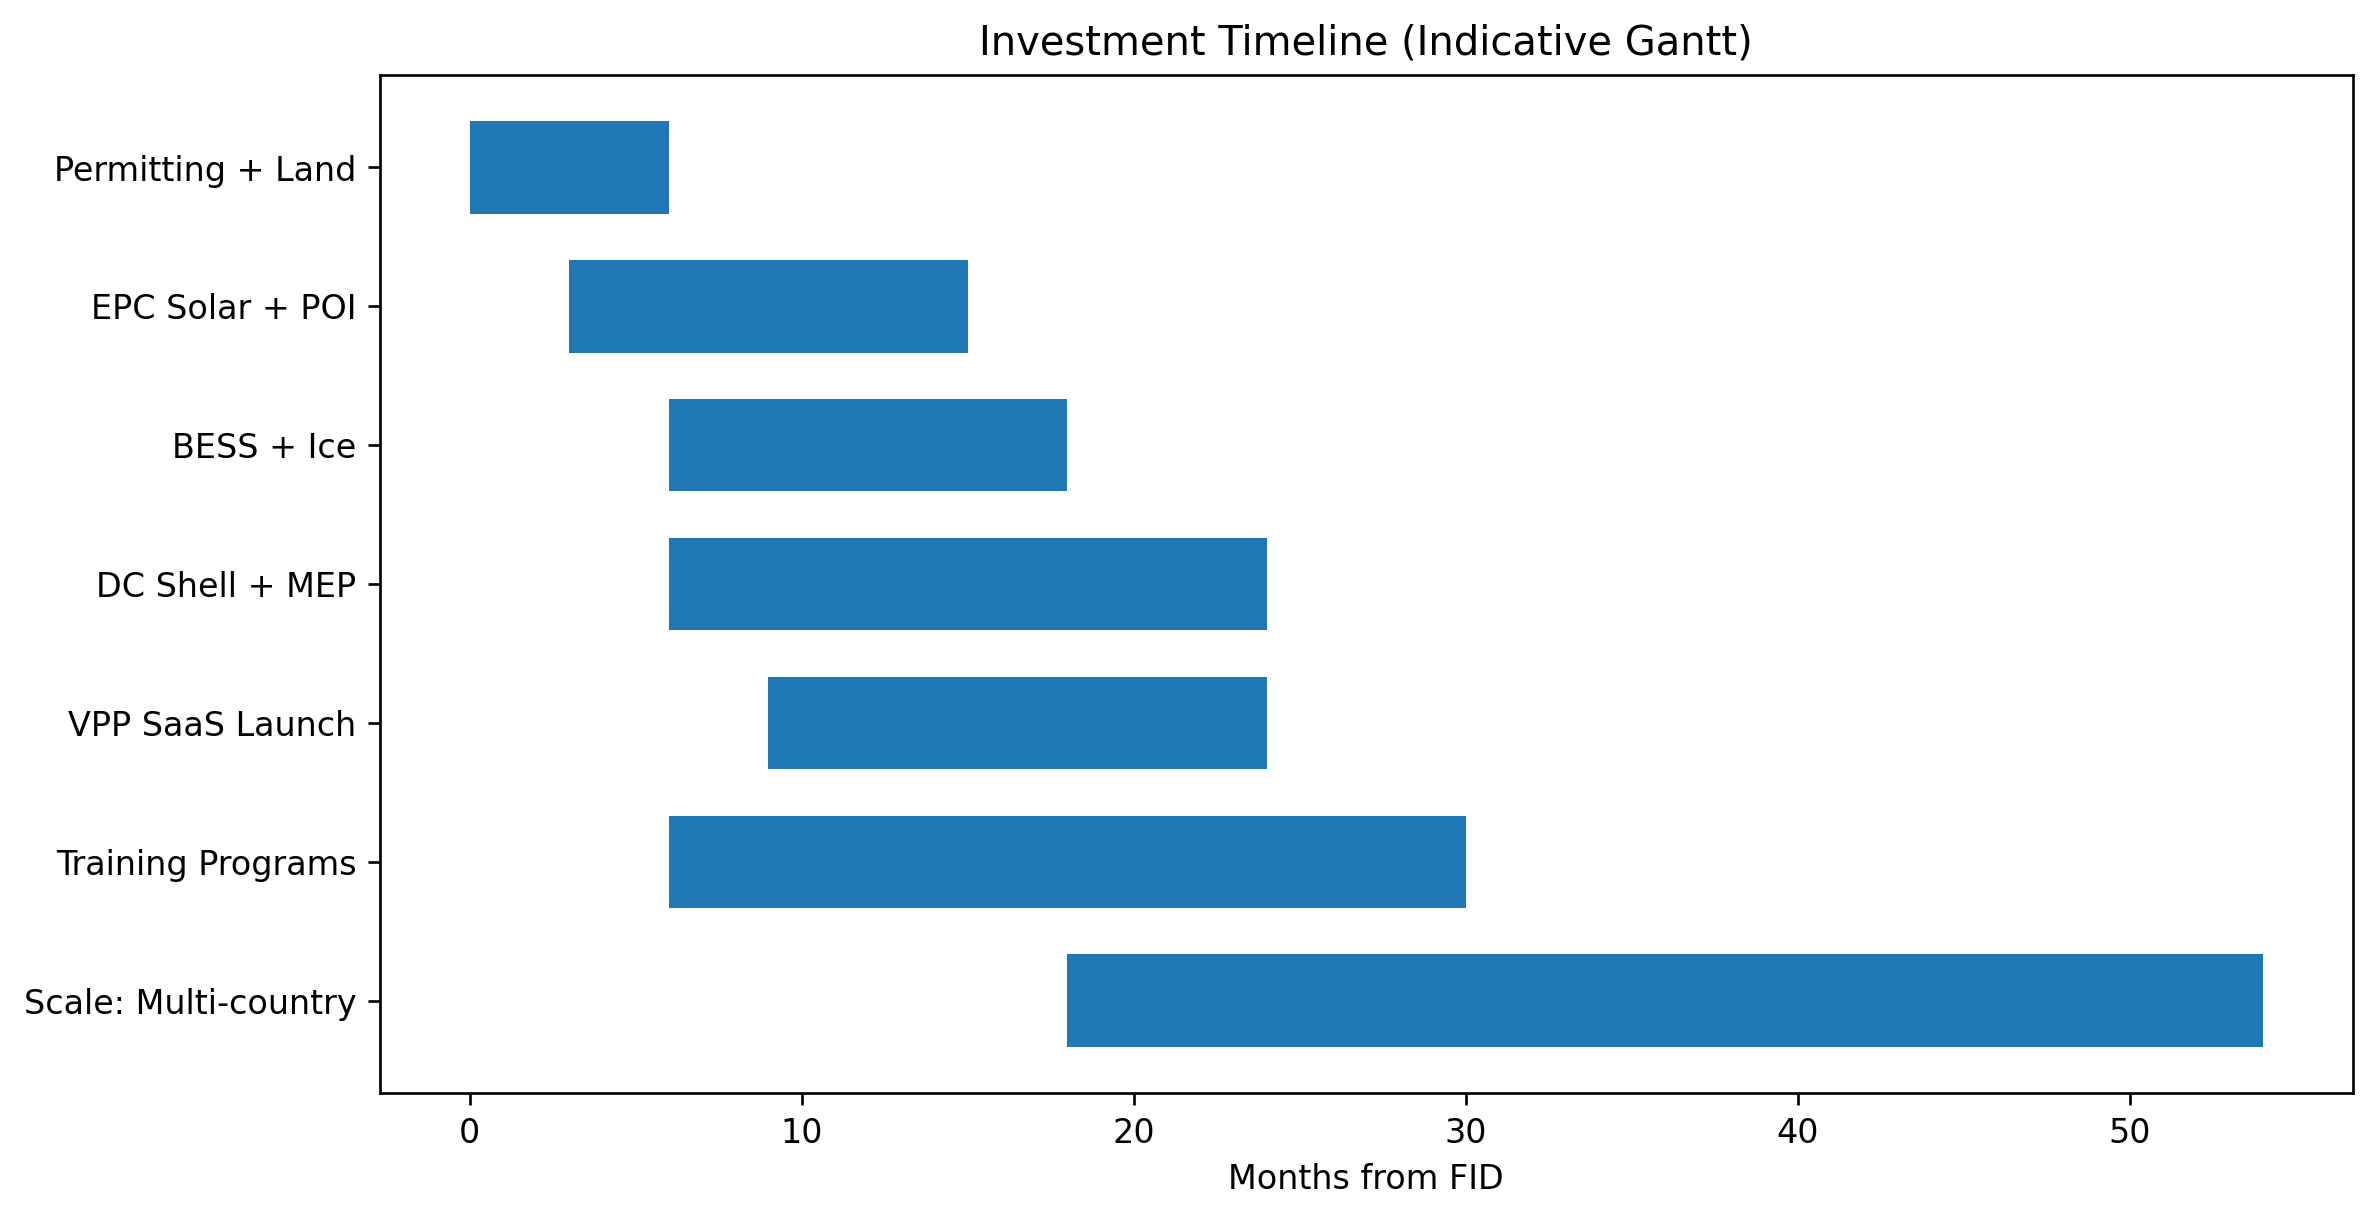 Investment Timeline (Indicative Gantt)
Permitting + Land
EPC Solar + POI
BESS + Ice
DC Shell + MEP
VPP SaaS Launch
Training Programs
Scale: Multi-country
0 10 20 30 40 50
Months from FID